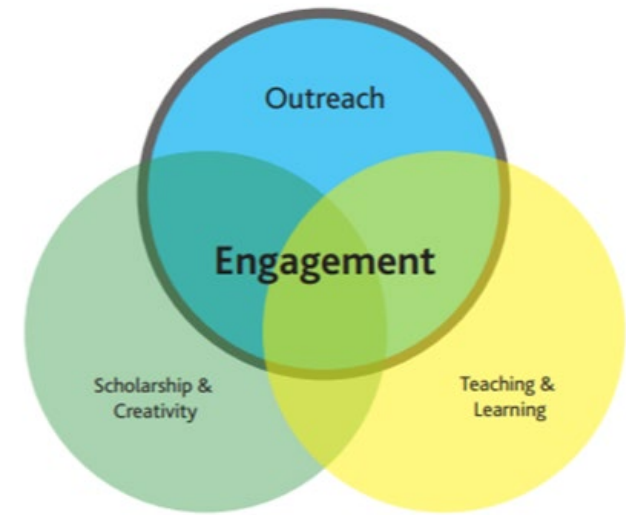 Outreach
Engagement
Scholarship &
Creativity
Teaching &
Learning